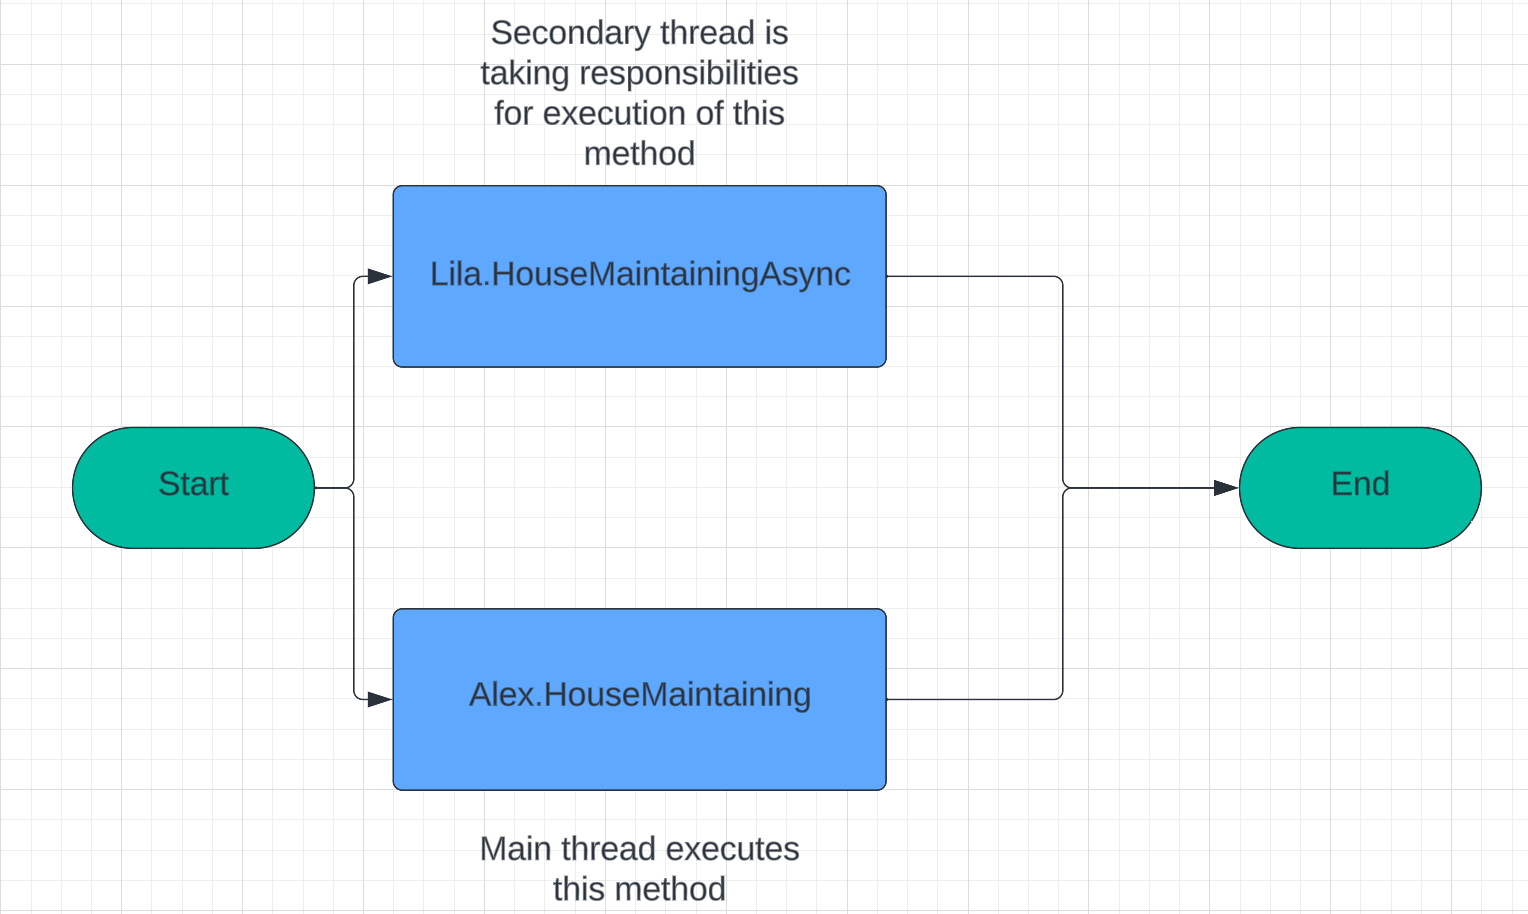 Secondary thread is
taking responsibilities
for execution of this
method
Lila.HouseMaintainingAsync
Start
End
Alex.HouseMaintaining
Main thread executes
this method